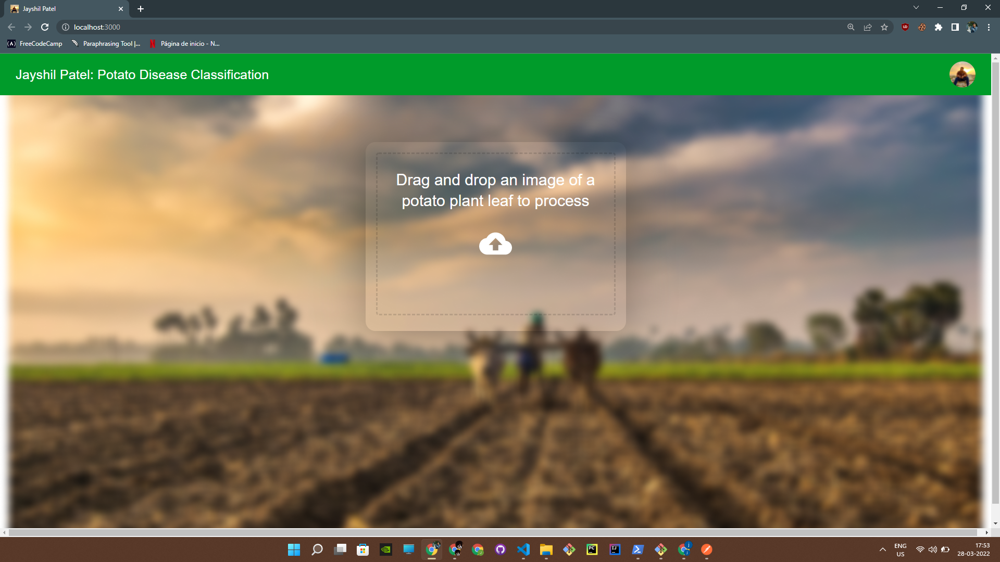 Jayshil Patel
localhost:3000
FreeCodeCamp
Paraphrasing Tool |...
Página de inicio - N...
Jayshil Patel: Potato Disease Classification
Drag and drop an image of a
potato plant leaf to process
ENG
US
17:53
28-03-2022